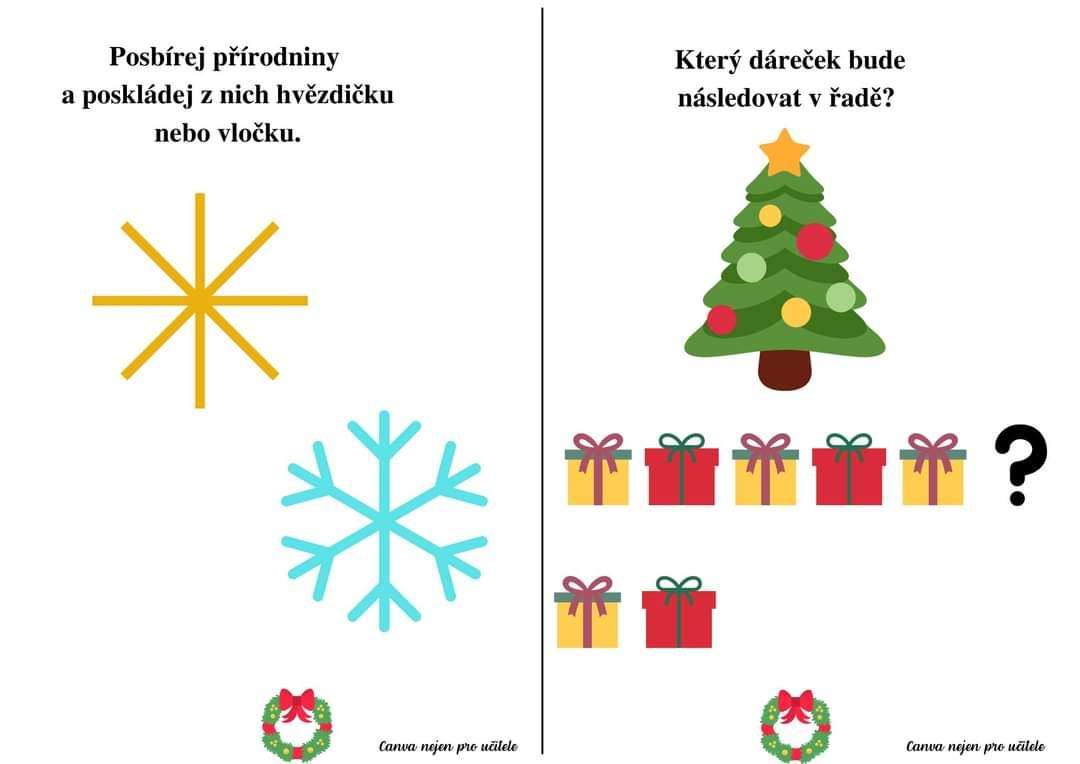 Posbírej přírodniny
a poskládej z nich hvězdičku
nebo vločku.
Canva nejen pro učitele
Který dáreček bude
následovat v řadě?
?
Canva nejen pro učitele